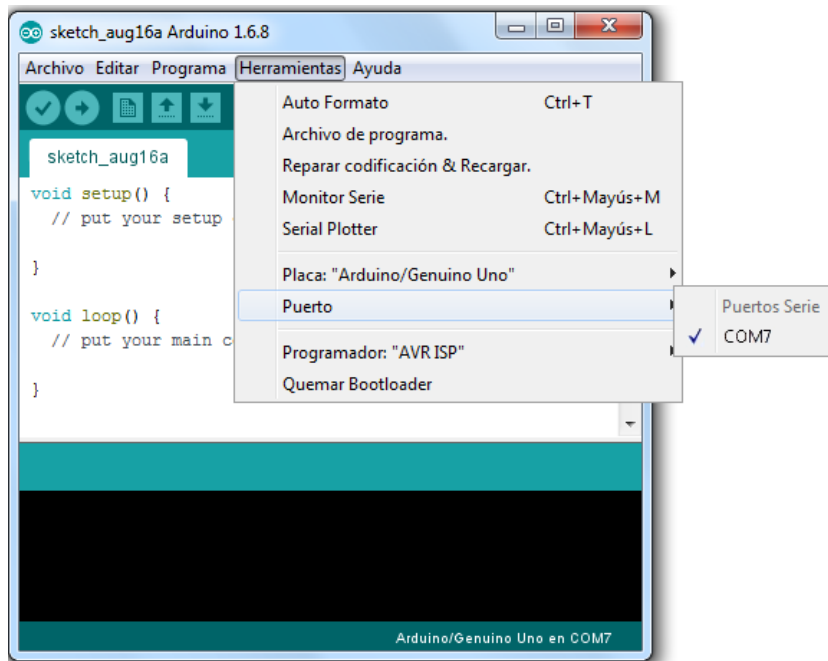 sketch_aug16a Arduino 1.6.8
Archivo Editar Programa Herramientas Ayuda
sketch_aug16a
void setup() {
// put your setup
}
void loop() {
// put your main c
}
Auto Formato Ctrl+T
Archivo de programa.
Reparar codificación & Recargar.
Monitor Serie Ctrl+Mayús+M
Serial Plotter Ctrl+Mayús+L
Placa: "Arduino/Genuino Uno"
Puerto
Programador: "AVR ISP"
Quemar Bootloader
Puertos Serie
COM7
Arduino/Genuino Uno en COM7